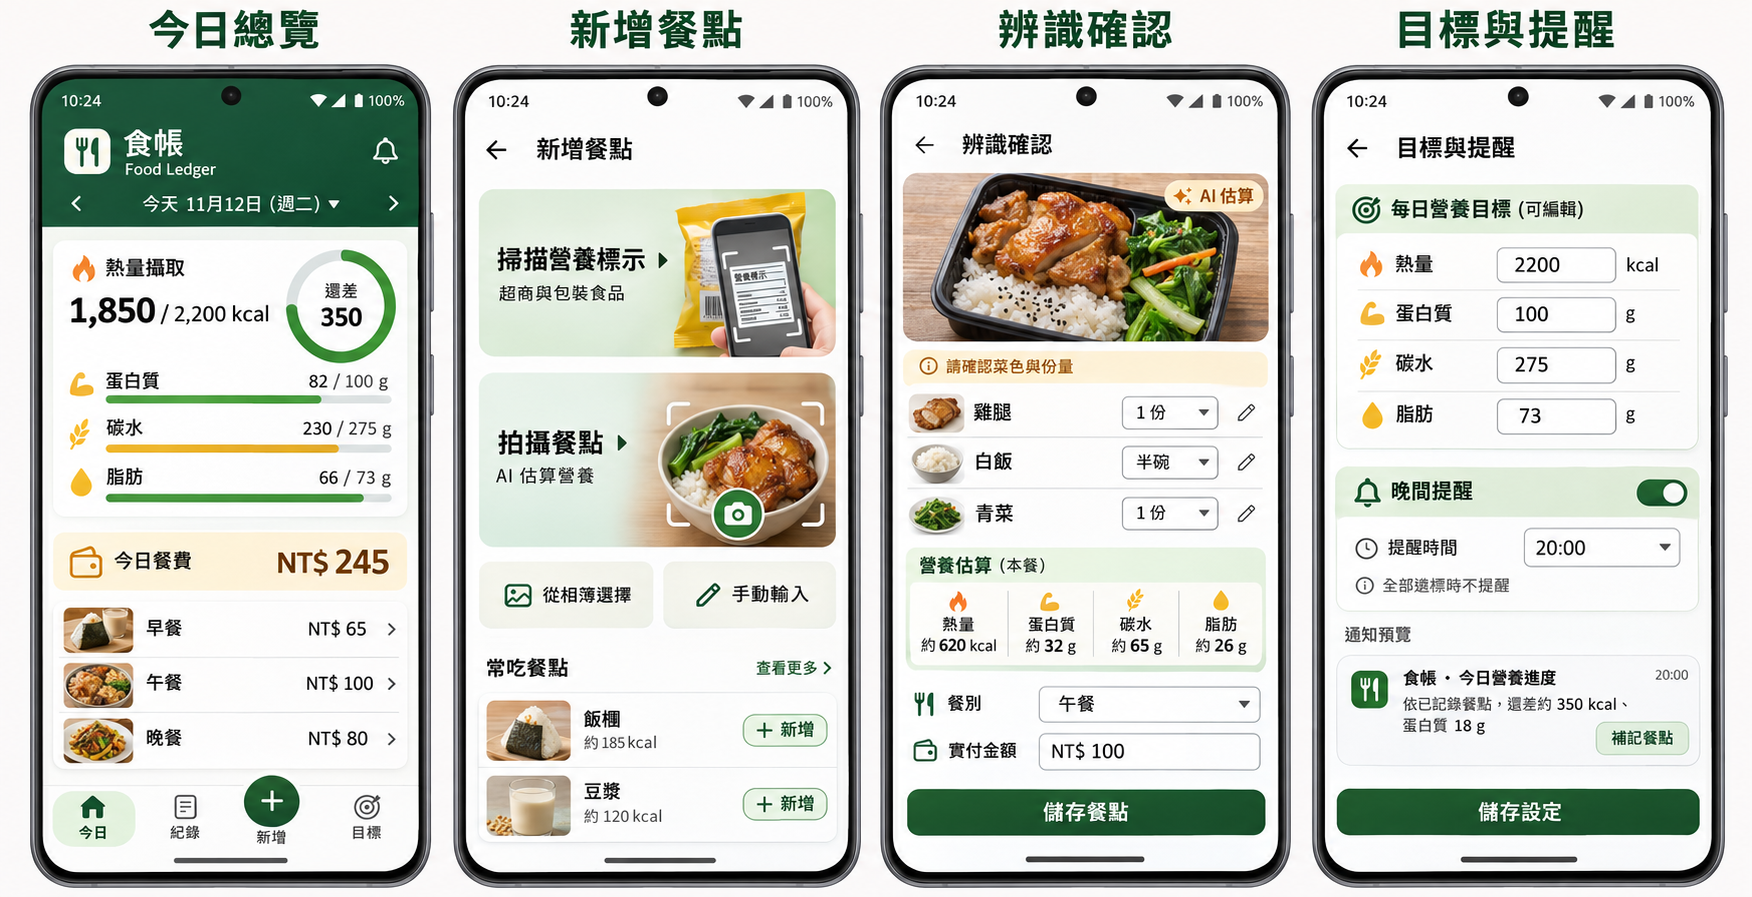 今日總覽
10:24
100%
食帳
Food Ledger
今天 11月12日 (週二)
熱量攝取
1,850 / 2,200 kcal
還差
350
蛋白質
82 / 100 g
碳水
230 / 275 g
脂肪
66 / 73 g
今日餐費
NT$ 245
早餐
NT$ 65
午餐
NT$ 100
晚餐
NT$ 80
今日
紀錄
新增
目標
新增餐點
10:24
100%
新增餐點
掃描營養標示
超商與包裝食品
營養標示
拍攝餐點
AI 估算營養
從相簿選擇
手動輸入
常吃餐點
查看更多
飯糰
約 185 kcal
新增
豆漿
約 120 kcal
新增
辨識確認
10:24
100%
辨識確認
AI 估算
請確認菜色與份量
雞腿
1 份
白飯
半碗
青菜
1 份
營養估算 (本餐)
熱量
約 620 kcal
蛋白質
約 32 g
碳水
約 65 g
脂肪
約 26 g
餐別
午餐
實付金額
NT$ 100
儲存餐點
目標與提醒
10:24
100%
目標與提醒
每日營養目標 (可編輯)
熱量
2200
kcal
蛋白質
100
g
碳水
275
g
脂肪
73
g
晚間提醒
提醒時間
20:00
全部達標時不提醒
通知預覽
食帳・今日營養進度
20:00
依已記錄餐點，還差約 350 kcal、
蛋白質 18 g
補記餐點
儲存設定